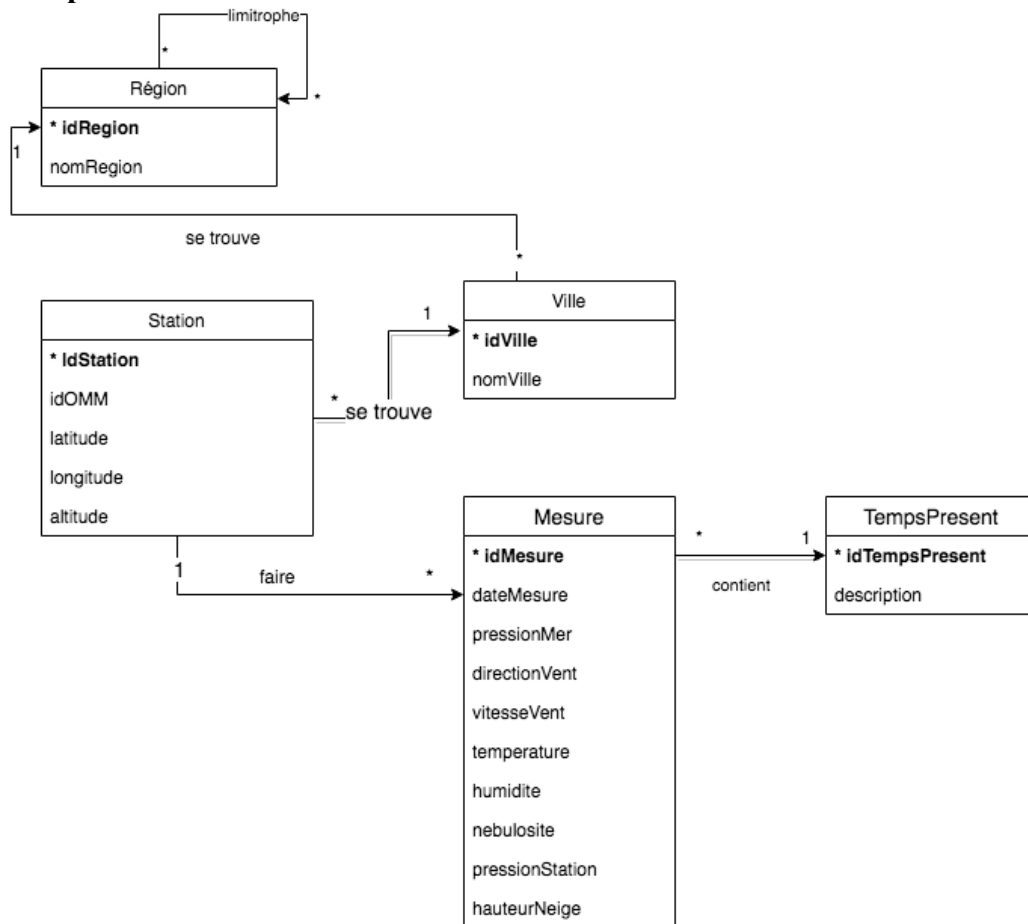 limitrophe
*
Région
*
* idRegion
1
nomRegion
se trouve
*
Ville
1
* idVille
nomVille
Station
* IdStation
idOMM
*
se trouve
latitude
longitude
altitude
Mesure
TempsPresent
* idMesure
*
1
* idTempsPresent
1
faire
*
contient
dateMesure
description
pressionMer
directionVent
vitesseVent
temperature
humidite
nebulosite
pressionStation
hauteurNeige